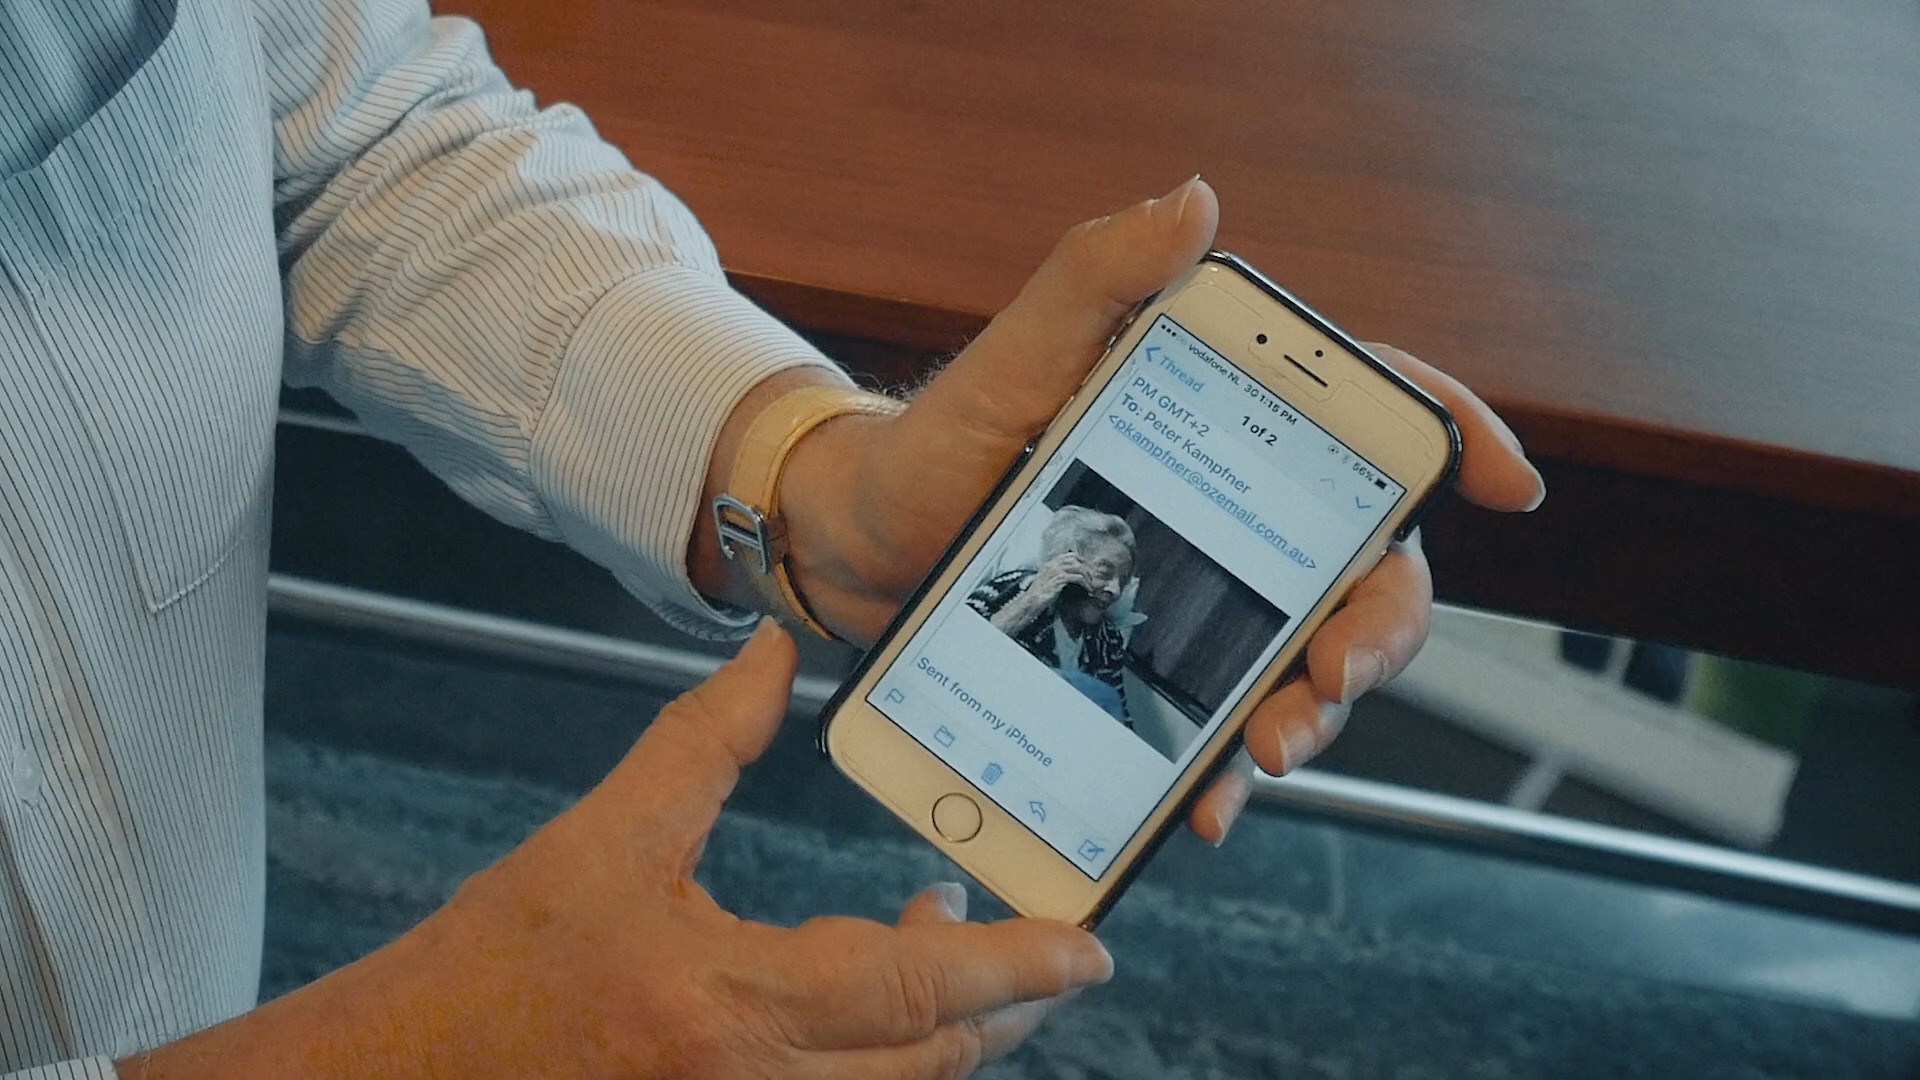 vodafone NL 3G 1:15 PM 56%
Thread 1 of 2
PM GMT+2
To: Peter Kampfner
<pkampfner@ozemail.com.au>
Sent from my iPhone